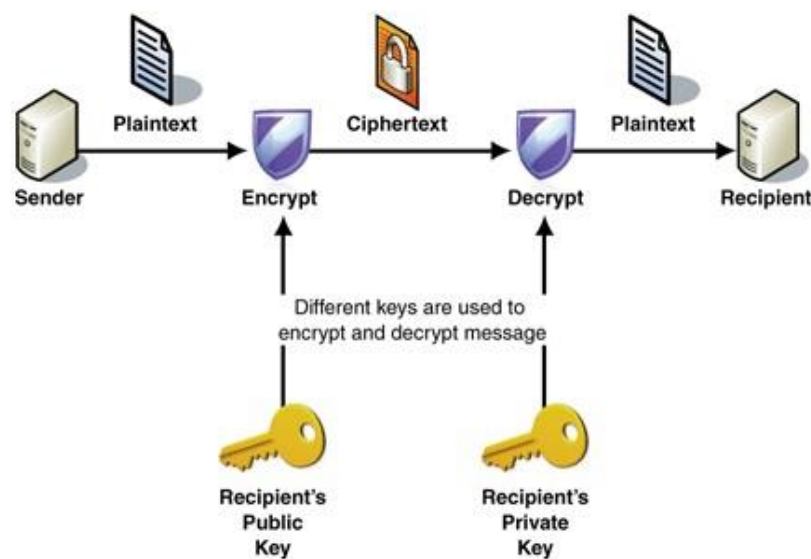 Plaintext
Ciphertext
Plaintext
Sender
Encrypt
Decrypt
Recipient
Different keys are used to
encrypt and decrypt message
Recipient's
Public
Key
Recipient's
Private
Key